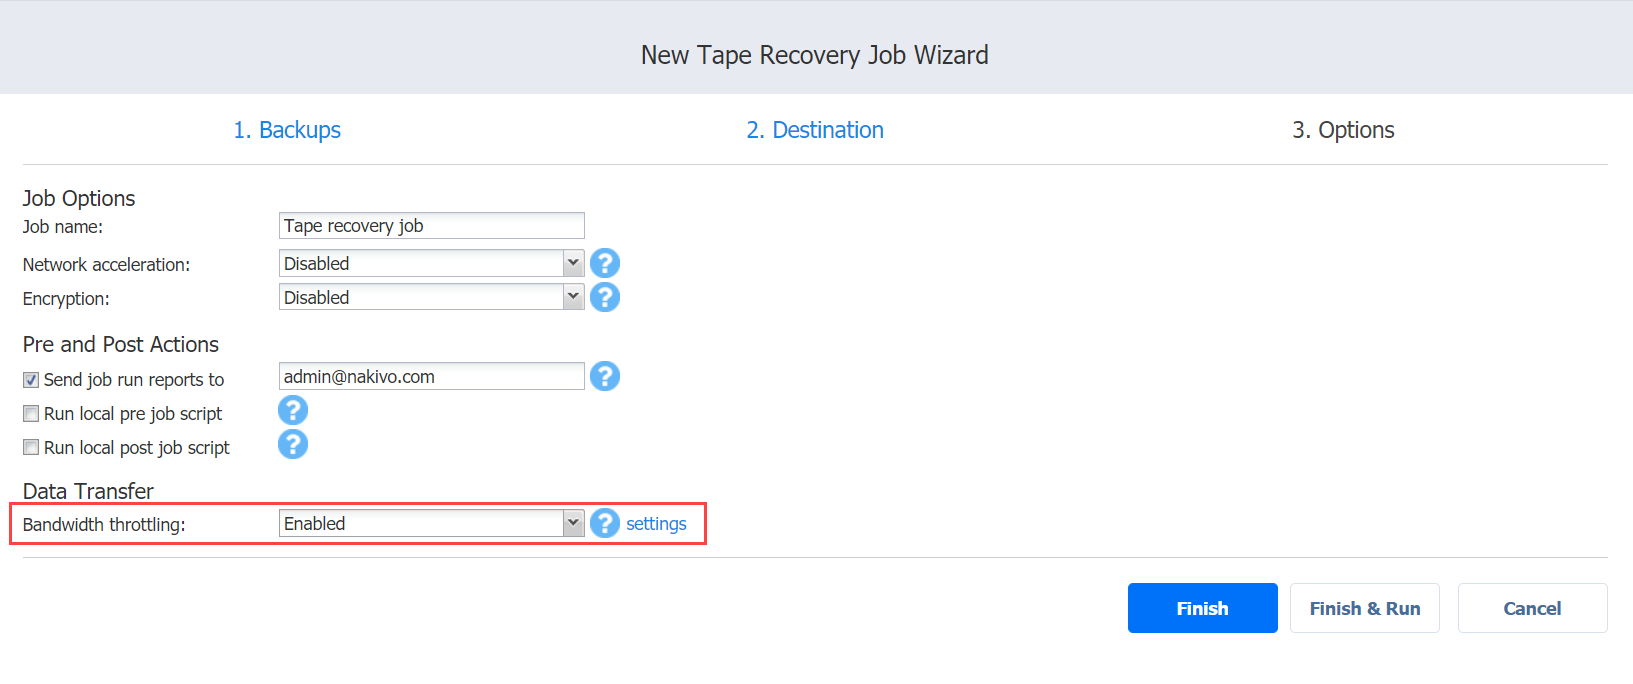 New Tape Recovery Job Wizard
1. Backups
2. Destination
3. Options
Job Options
Job name: Tape recovery job
Network acceleration: Disabled ?
Encryption: Disabled ?
Pre and Post Actions
Send job run reports to admin@nakivo.com ?
Run local pre job script ?
Run local post job script ?
Data Transfer
Bandwidth throttling: Enabled ? settings
Finish
Finish & Run
Cancel